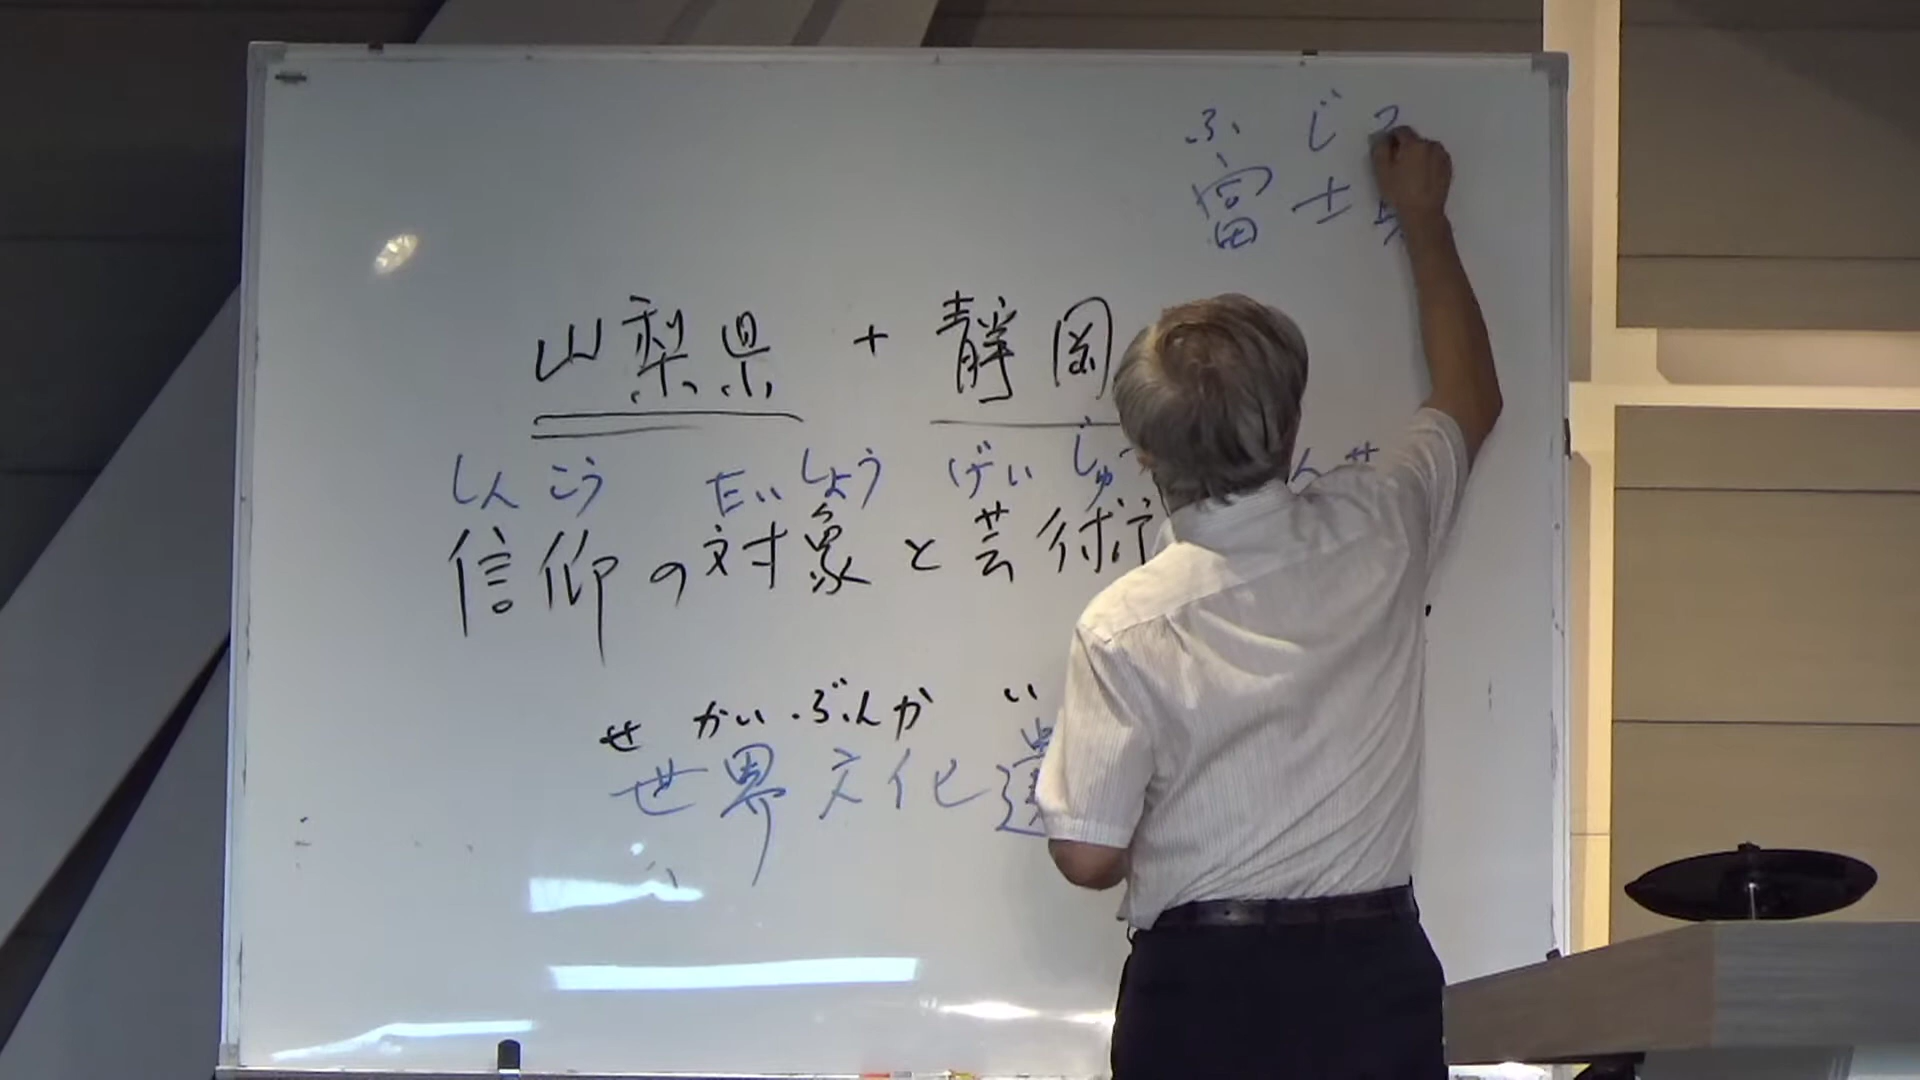 ふ じ
富 士
山梨県 + 静岡
しんこう たいしょう げいじゅ
信仰の対象と芸術
せ かい ぶんか い
世界文化遺